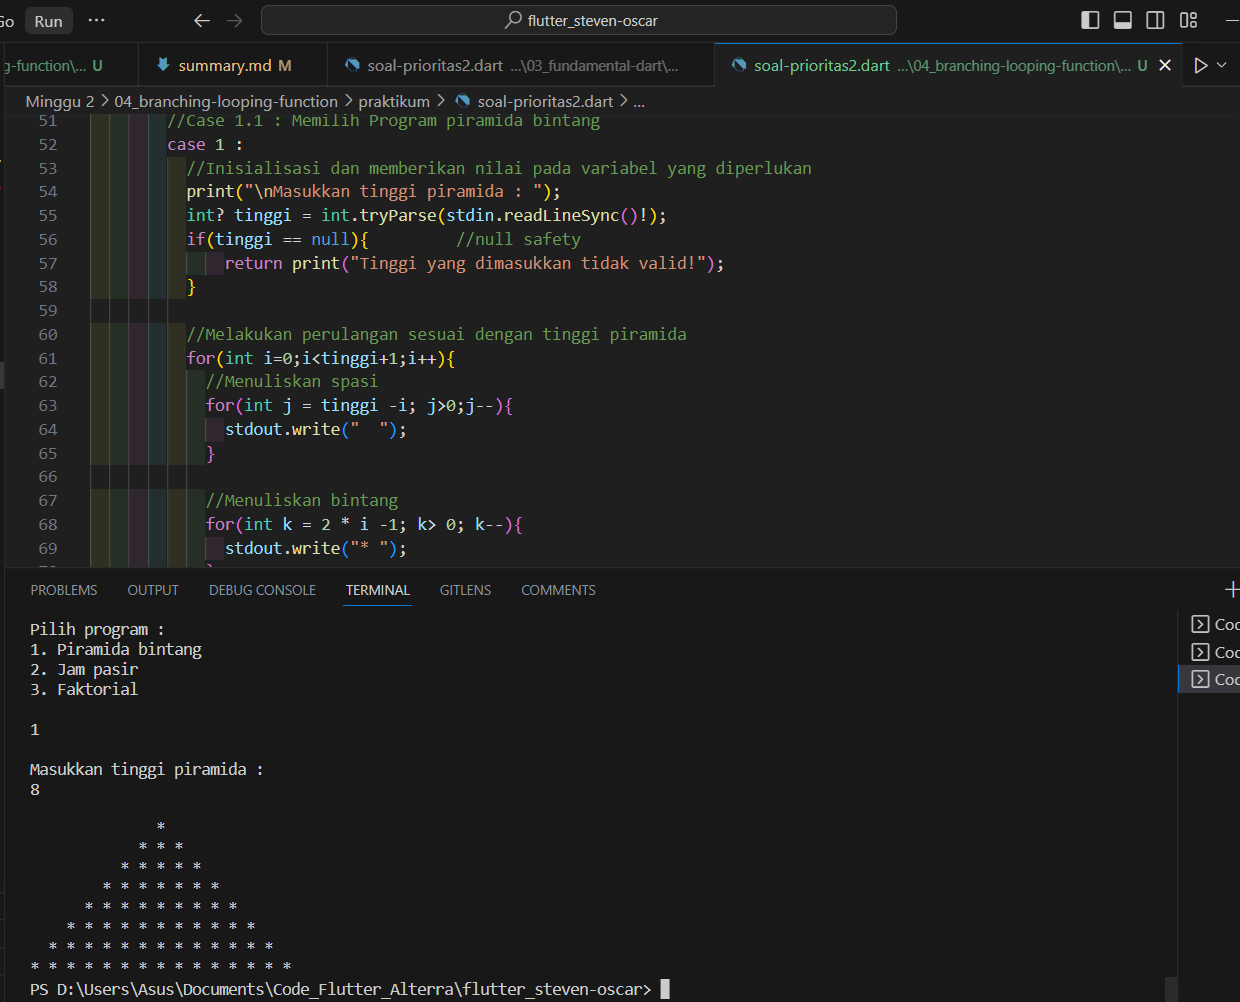 Go Run ··· flutter_steven-oscar
g-function\... U summary.md M soal-prioritas2.dart ...\03_fundamental-dart\... soal-prioritas2.dart ...\04_branching-looping-function\... U
Minggu 2 > 04_branching-looping-function > praktikum > soal-prioritas2.dart > ...
51 //Case 1.1 : Memilih Program piramida bintang
52 case 1 :
53 //Inisialisasi dan memberikan nilai pada variabel yang diperlukan
54 print("\nMasukkan tinggi piramida : ");
55 int? tinggi = int.tryParse(stdin.readLineSync()!);
56 if(tinggi == null){ //null safety
57 return print("Tinggi yang dimasukkan tidak valid!");
58 }
59
60 //Melakukan perulangan sesuai dengan tinggi piramida
61 for(int i=0;i<tinggi+1;i++){
62 //Menuliskan spasi
63 for(int j = tinggi -i; j>0;j--){
64 stdout.write("  ");
65 }
66
67 //Menuliskan bintang
68 for(int k = 2 * i -1; k> 0; k--){
69 stdout.write("* ");
PROBLEMS OUTPUT DEBUG CONSOLE TERMINAL GITLENS COMMENTS
Pilih program :
1. Piramida bintang
2. Jam pasir
3. Faktorial
1
Masukkan tinggi piramida :
8
*
* * *
* * * * *
* * * * * * *
* * * * * * * * *
* * * * * * * * * * *
* * * * * * * * * * * * *
* * * * * * * * * * * * * * *
PS D:\Users\Asus\Documents\Code_Flutter_Alterra\flutter_steven-oscar>
Cod
Cod
Cod